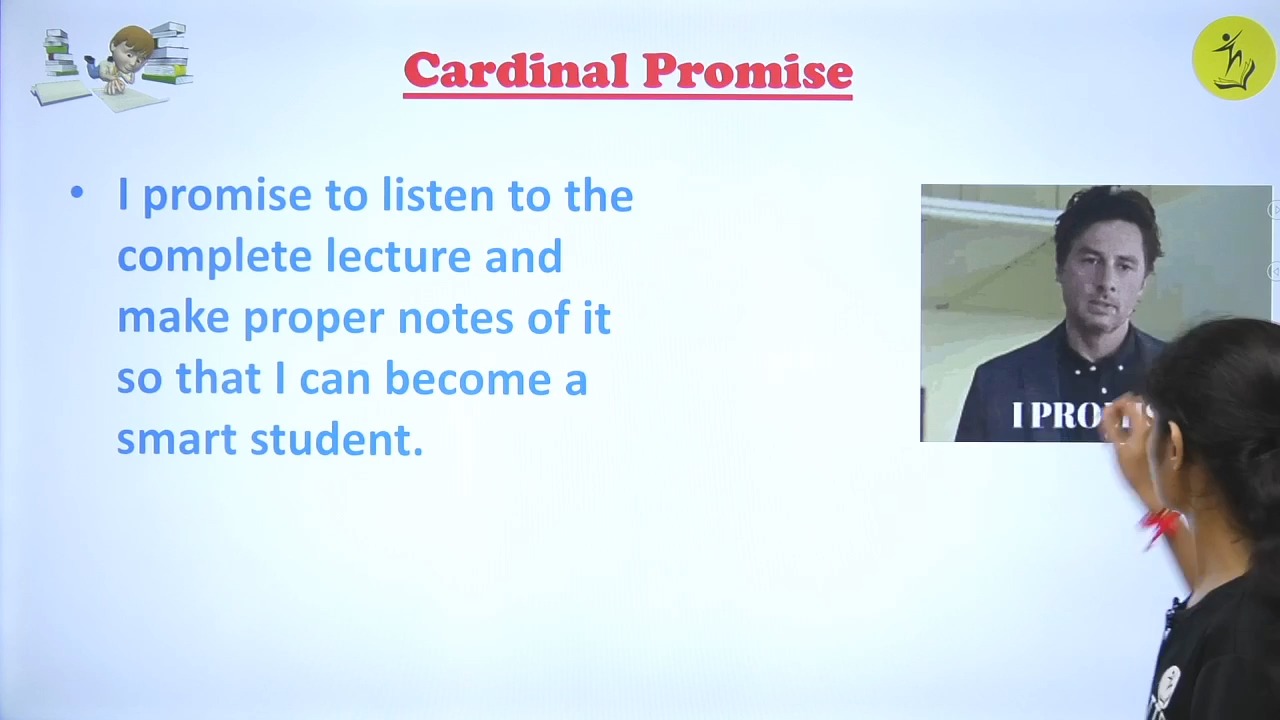 Cardinal Promise
• I promise to listen to the
complete lecture and
make proper notes of it
so that I can become a
smart student.
I